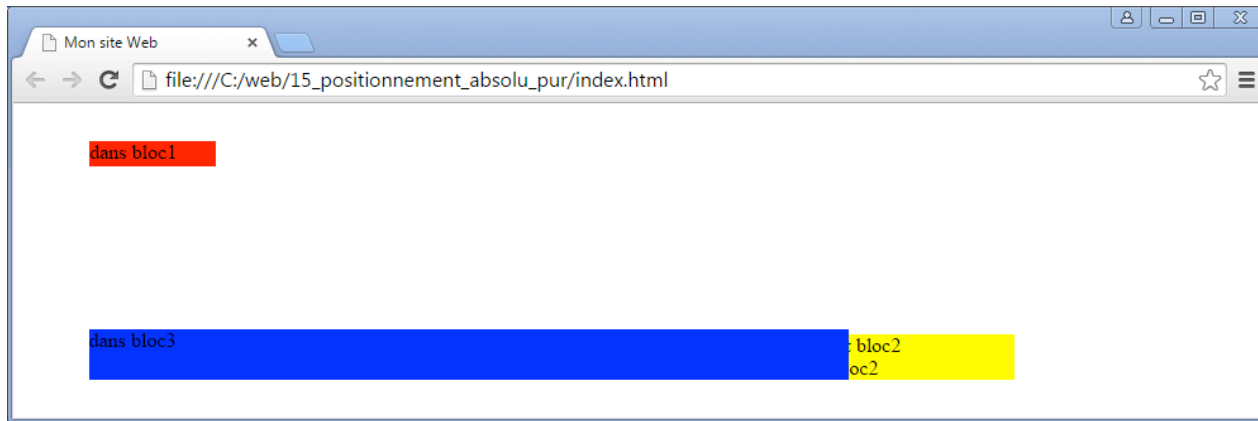 Mon site Web
file:///C:/web/15_positionnement_absolu_pur/index.html
dans bloc1
dans bloc3
bloc2
oc2